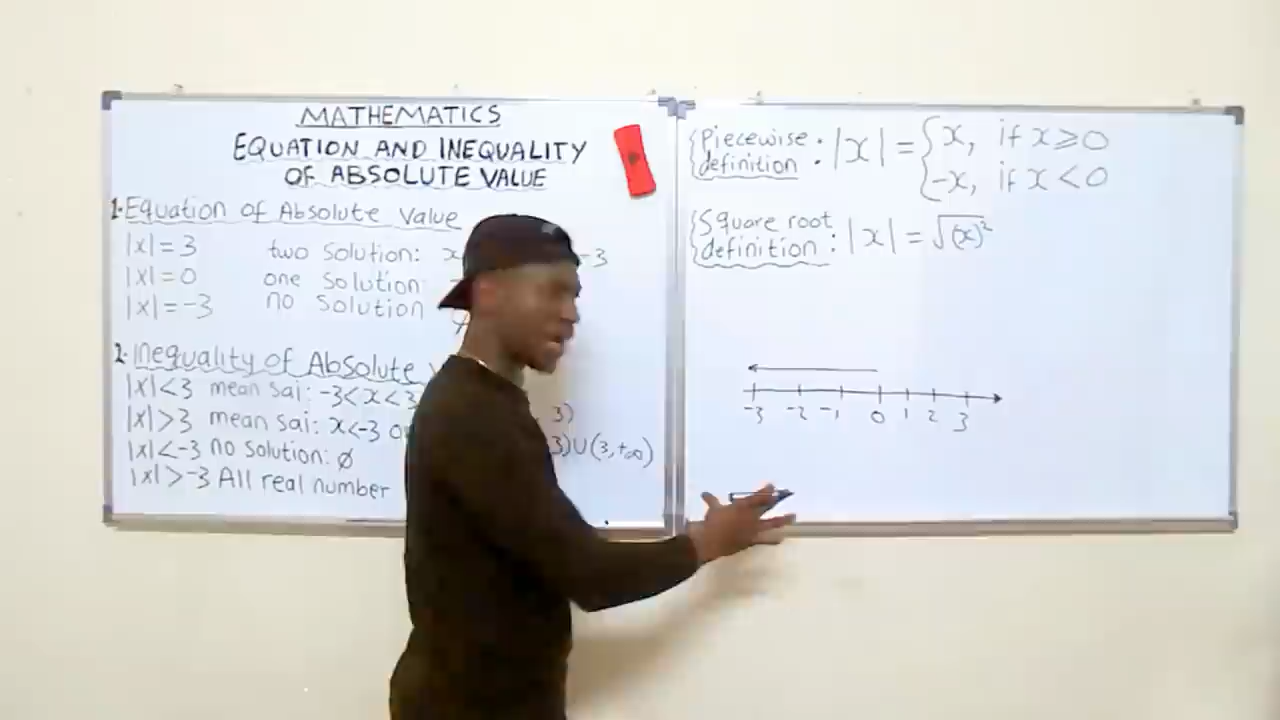 MATHEMATICS
EQUATION AND INEQUALITY
OF ABSOLUTE VALUE
1. Equation of Absolute Value
|x| = 3 two solution: x -3
|x| = 0 one solution
|x| = -3 no solution
2. Inequality of Absolute
|x| < 3 mean sai: -3 < x < 3 , 3)
|x| > 3 mean sai: x < -3 o 3) ∪ (3, +∞)
|x| < -3 no solution: ∅
|x| > -3 All real number
Piecewise definition: |x| = { x, if x ⩾ 0
-x, if x < 0
Square root definition: |x| = √(x)²
-3 -2 -1 0 1 2 3